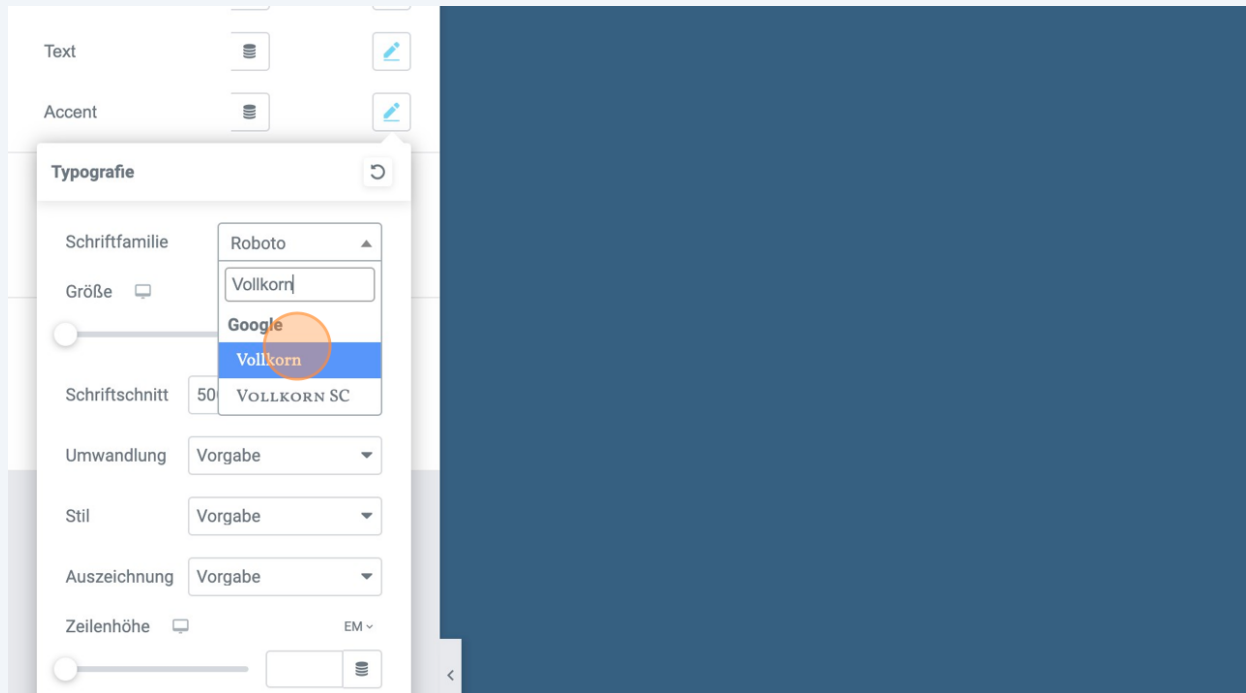 Text
Accent
Typografie
Schriftfamilie Roboto
Vollkorn
Größe
Google
Vollkorn
VOLLKORN SC
Schriftschnitt
Umwandlung Vorgabe
Stil Vorgabe
Auszeichnung Vorgabe
Zeilenhöhe EM